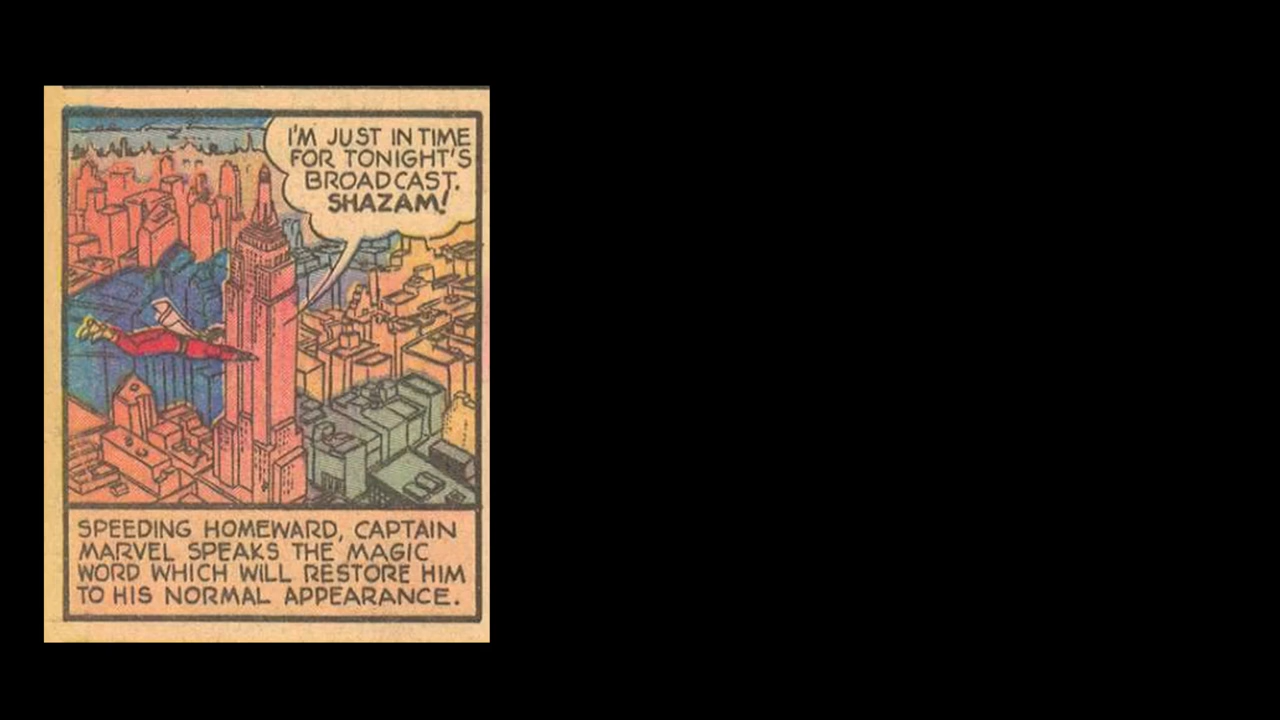 I'M JUST IN TIME
FOR TONIGHT'S
BROADCAST.
SHAZAM!
SPEEDING HOMEWARD, CAPTAIN
MARVEL SPEAKS THE MAGIC
WORD WHICH WILL RESTORE HIM
TO HIS NORMAL APPEARANCE.